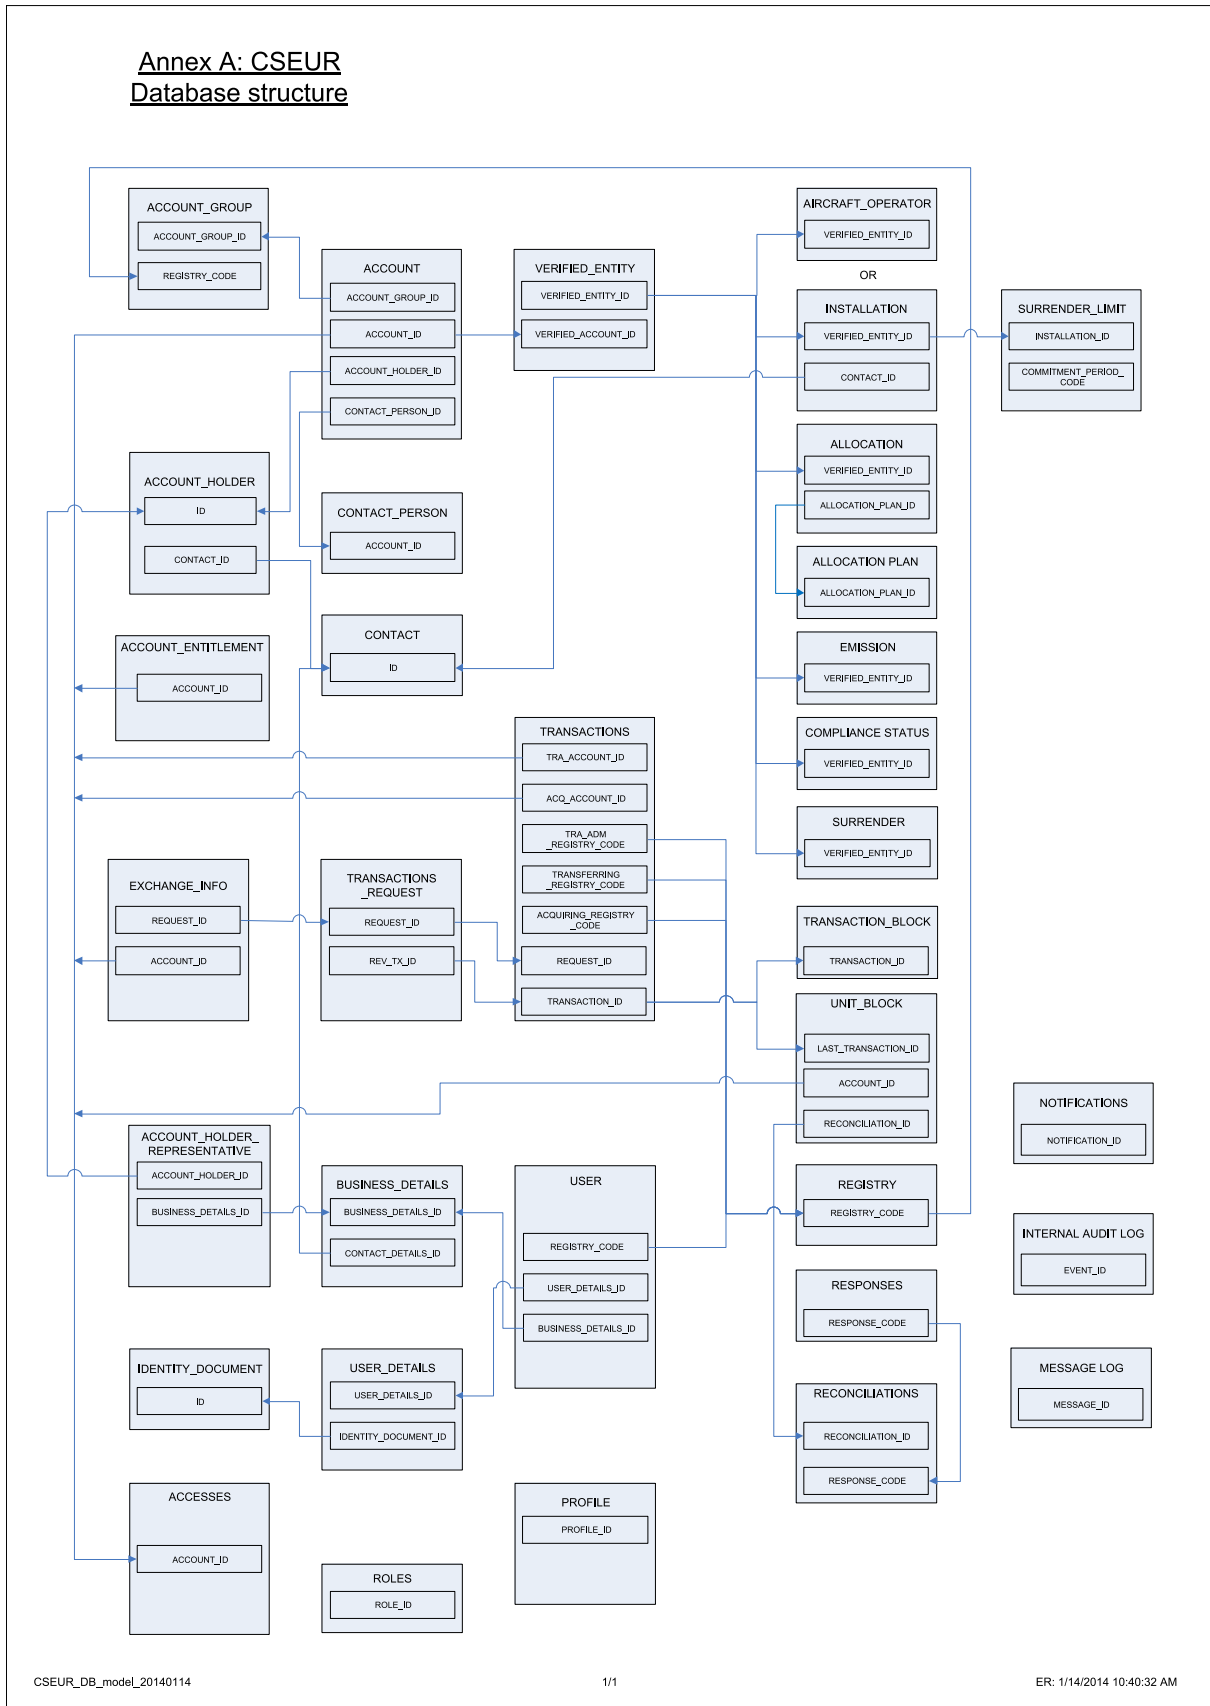 Annex A: CSEUR
Database structure
ACCOUNT_GROUP
ACCOUNT_GROUP_ID
REGISTRY_CODE
ACCOUNT
ACCOUNT_GROUP_ID
ACCOUNT_ID
ACCOUNT_HOLDER_ID
CONTACT_PERSON_ID
VERIFIED_ENTITY
VERIFIED_ENTITY_ID
VERIFIED_ACCOUNT_ID
AIRCRAFT_OPERATOR
VERIFIED_ENTITY_ID
OR
INSTALLATION
VERIFIED_ENTITY_ID
CONTACT_ID
SURRENDER_LIMIT
INSTALLATION_ID
COMMITMENT_PERIOD_
CODE
ALLOCATION
VERIFIED_ENTITY_ID
ALLOCATION_PLAN_ID
ACCOUNT_HOLDER
ID
CONTACT_ID
CONTACT_PERSON
ACCOUNT_ID
ALLOCATION PLAN
ALLOCATION_PLAN_ID
ACCOUNT_ENTITLEMENT
ACCOUNT_ID
CONTACT
ID
EMISSION
VERIFIED_ENTITY_ID
COMPLIANCE STATUS
VERIFIED_ENTITY_ID
TRANSACTIONS
TRA_ACCOUNT_ID
ACQ_ACCOUNT_ID
TRA_ADM
_REGISTRY_CODE
TRANSFERRING
_REGISTRY_CODE
ACQUIRING_REGISTRY
_CODE
REQUEST_ID
TRANSACTION_ID
SURRENDER
VERIFIED_ENTITY_ID
EXCHANGE_INFO
REQUEST_ID
ACCOUNT_ID
TRANSACTIONS
_REQUEST
REQUEST_ID
REV_TX_ID
TRANSACTION_BLOCK
TRANSACTION_ID
UNIT_BLOCK
LAST_TRANSACTION_ID
ACCOUNT_ID
RECONCILIATION_ID
NOTIFICATIONS
NOTIFICATION_ID
ACCOUNT_HOLDER_
REPRESENTATIVE
ACCOUNT_HOLDER_ID
BUSINESS_DETAILS_ID
BUSINESS_DETAILS
BUSINESS_DETAILS_ID
CONTACT_DETAILS_ID
USER
REGISTRY_CODE
USER_DETAILS_ID
BUSINESS_DETAILS_ID
REGISTRY
REGISTRY_CODE
INTERNAL AUDIT LOG
EVENT_ID
RESPONSES
RESPONSE_CODE
IDENTITY_DOCUMENT
ID
USER_DETAILS
USER_DETAILS_ID
IDENTITY_DOCUMENT_ID
RECONCILIATIONS
RECONCILIATION_ID
RESPONSE_CODE
MESSAGE LOG
MESSAGE_ID
ACCESSES
ACCOUNT_ID
PROFILE
PROFILE_ID
ROLES
ROLE_ID
CSEUR_DB_model_20140114
1/1
ER: 1/14/2014 10:40:32 AM